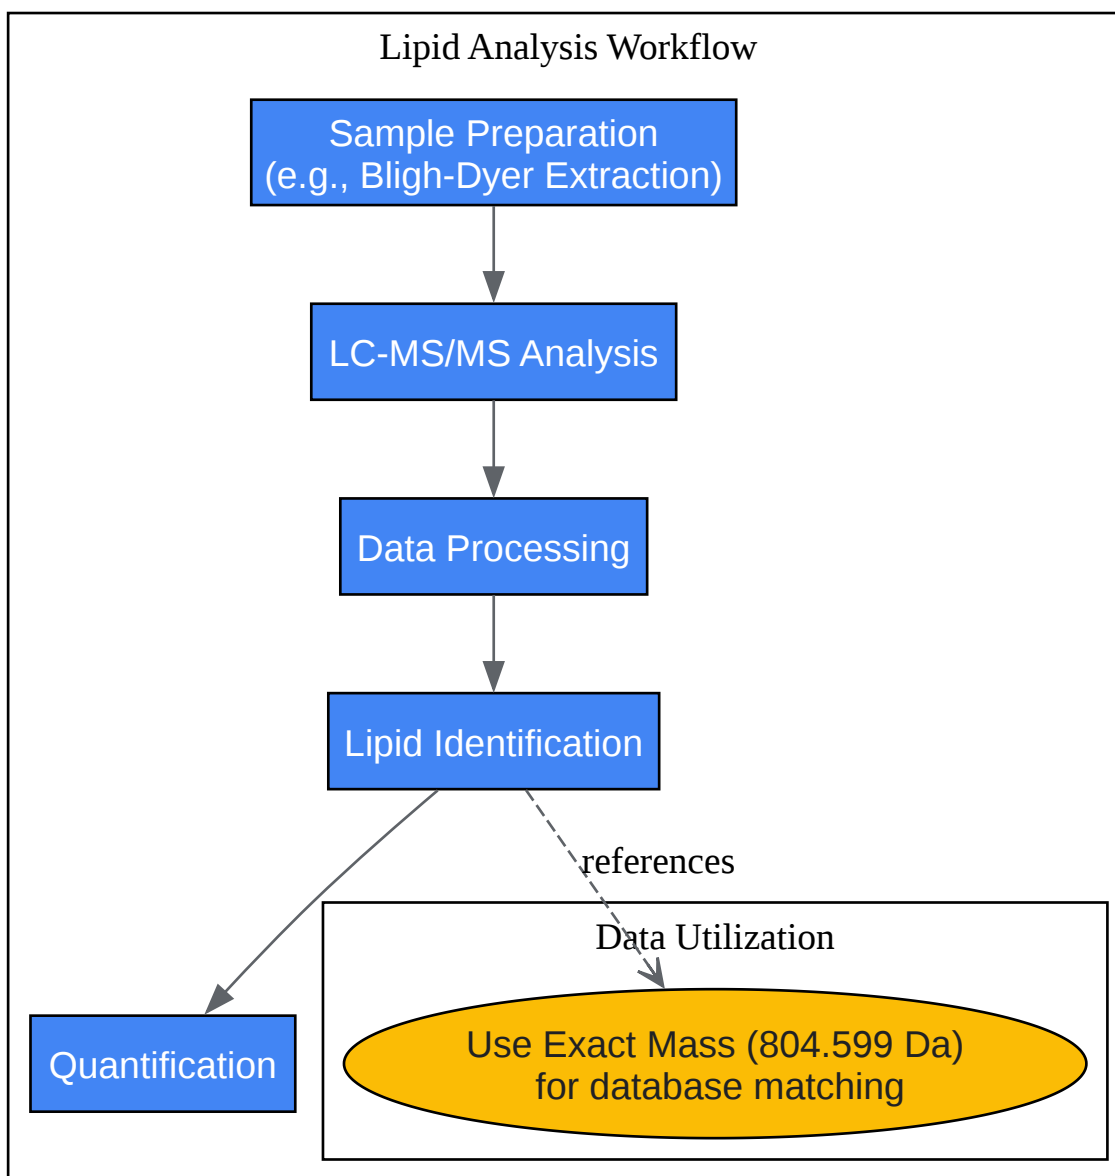 Lipid Analysis Workflow
Sample Preparation
(e.g., Bligh-Dyer Extraction)
LC-MS/MS Analysis
Data Processing
Lipid Identification
references
Data Utilization
Quantification
Use Exact Mass (804.599 Da)
for database matching